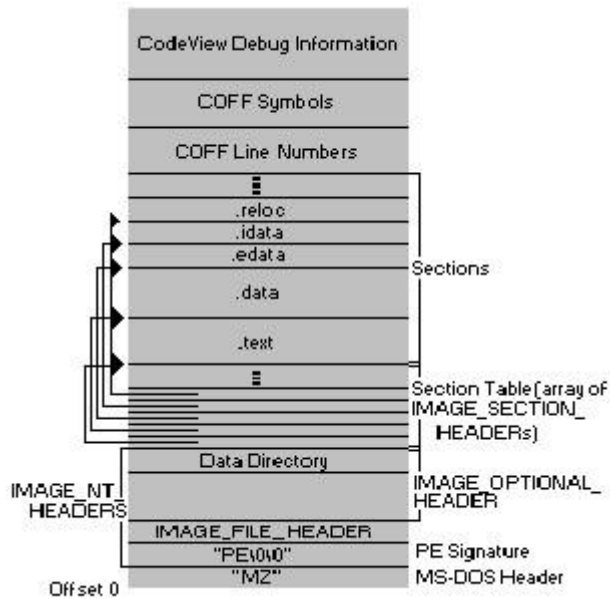 CodeView Debug Information
COFF Symbols
COFF Line Numbers
.reloc
.idata
.edata
.data
.text
Sections
Section Table(array of
IMAGE_SECTION_
HEADERs)
Data Directory
IMAGE_NT_
HEADERS
IMAGE_OPTIONAL_
HEADER
IMAGE_FILE_HEADER
"PE\0\0"
PE Signature
"MZ"
MS-DOS Header
Offset 0